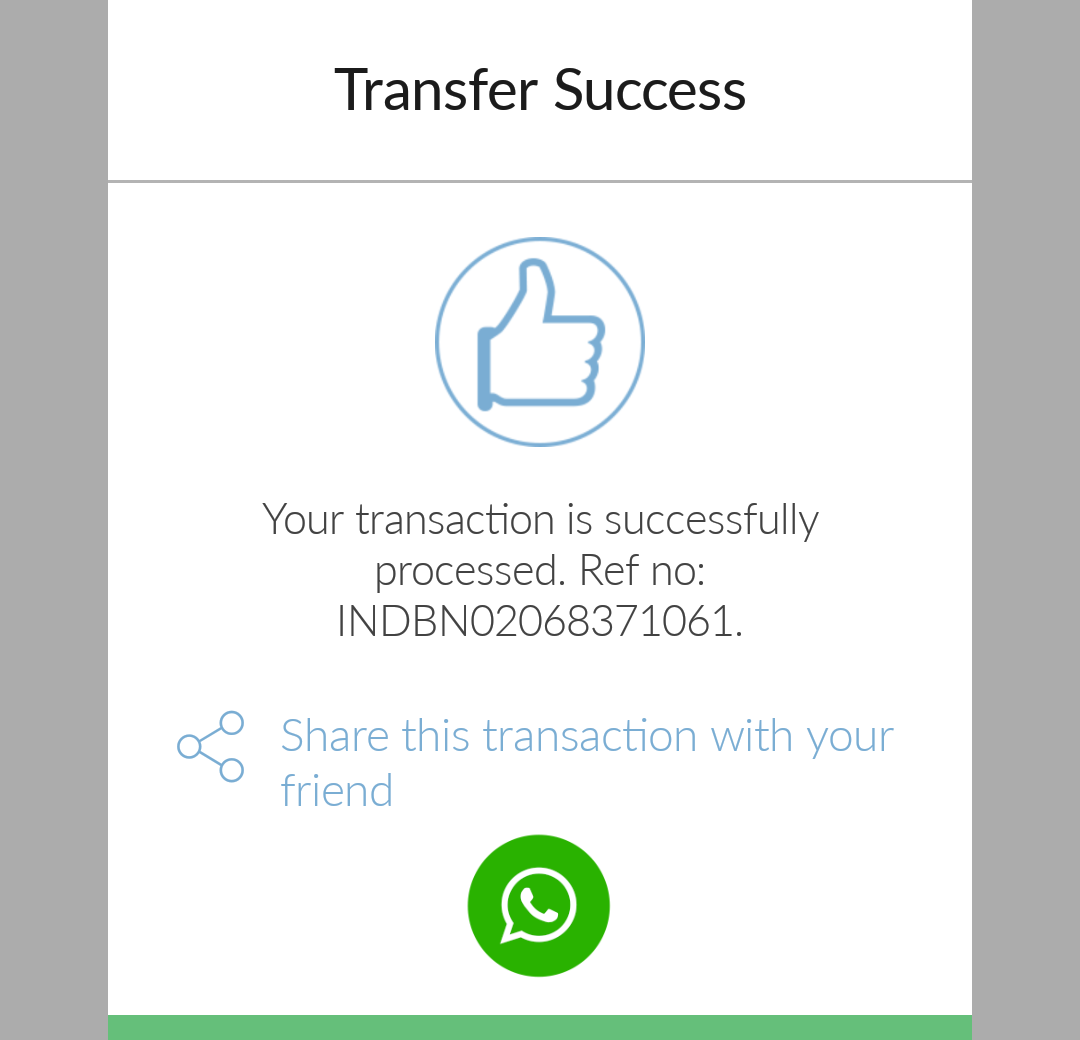 Transfer Success
Your transaction is successfully
processed. Ref no:
INDBN02068371061.
Share this transaction with your
friend